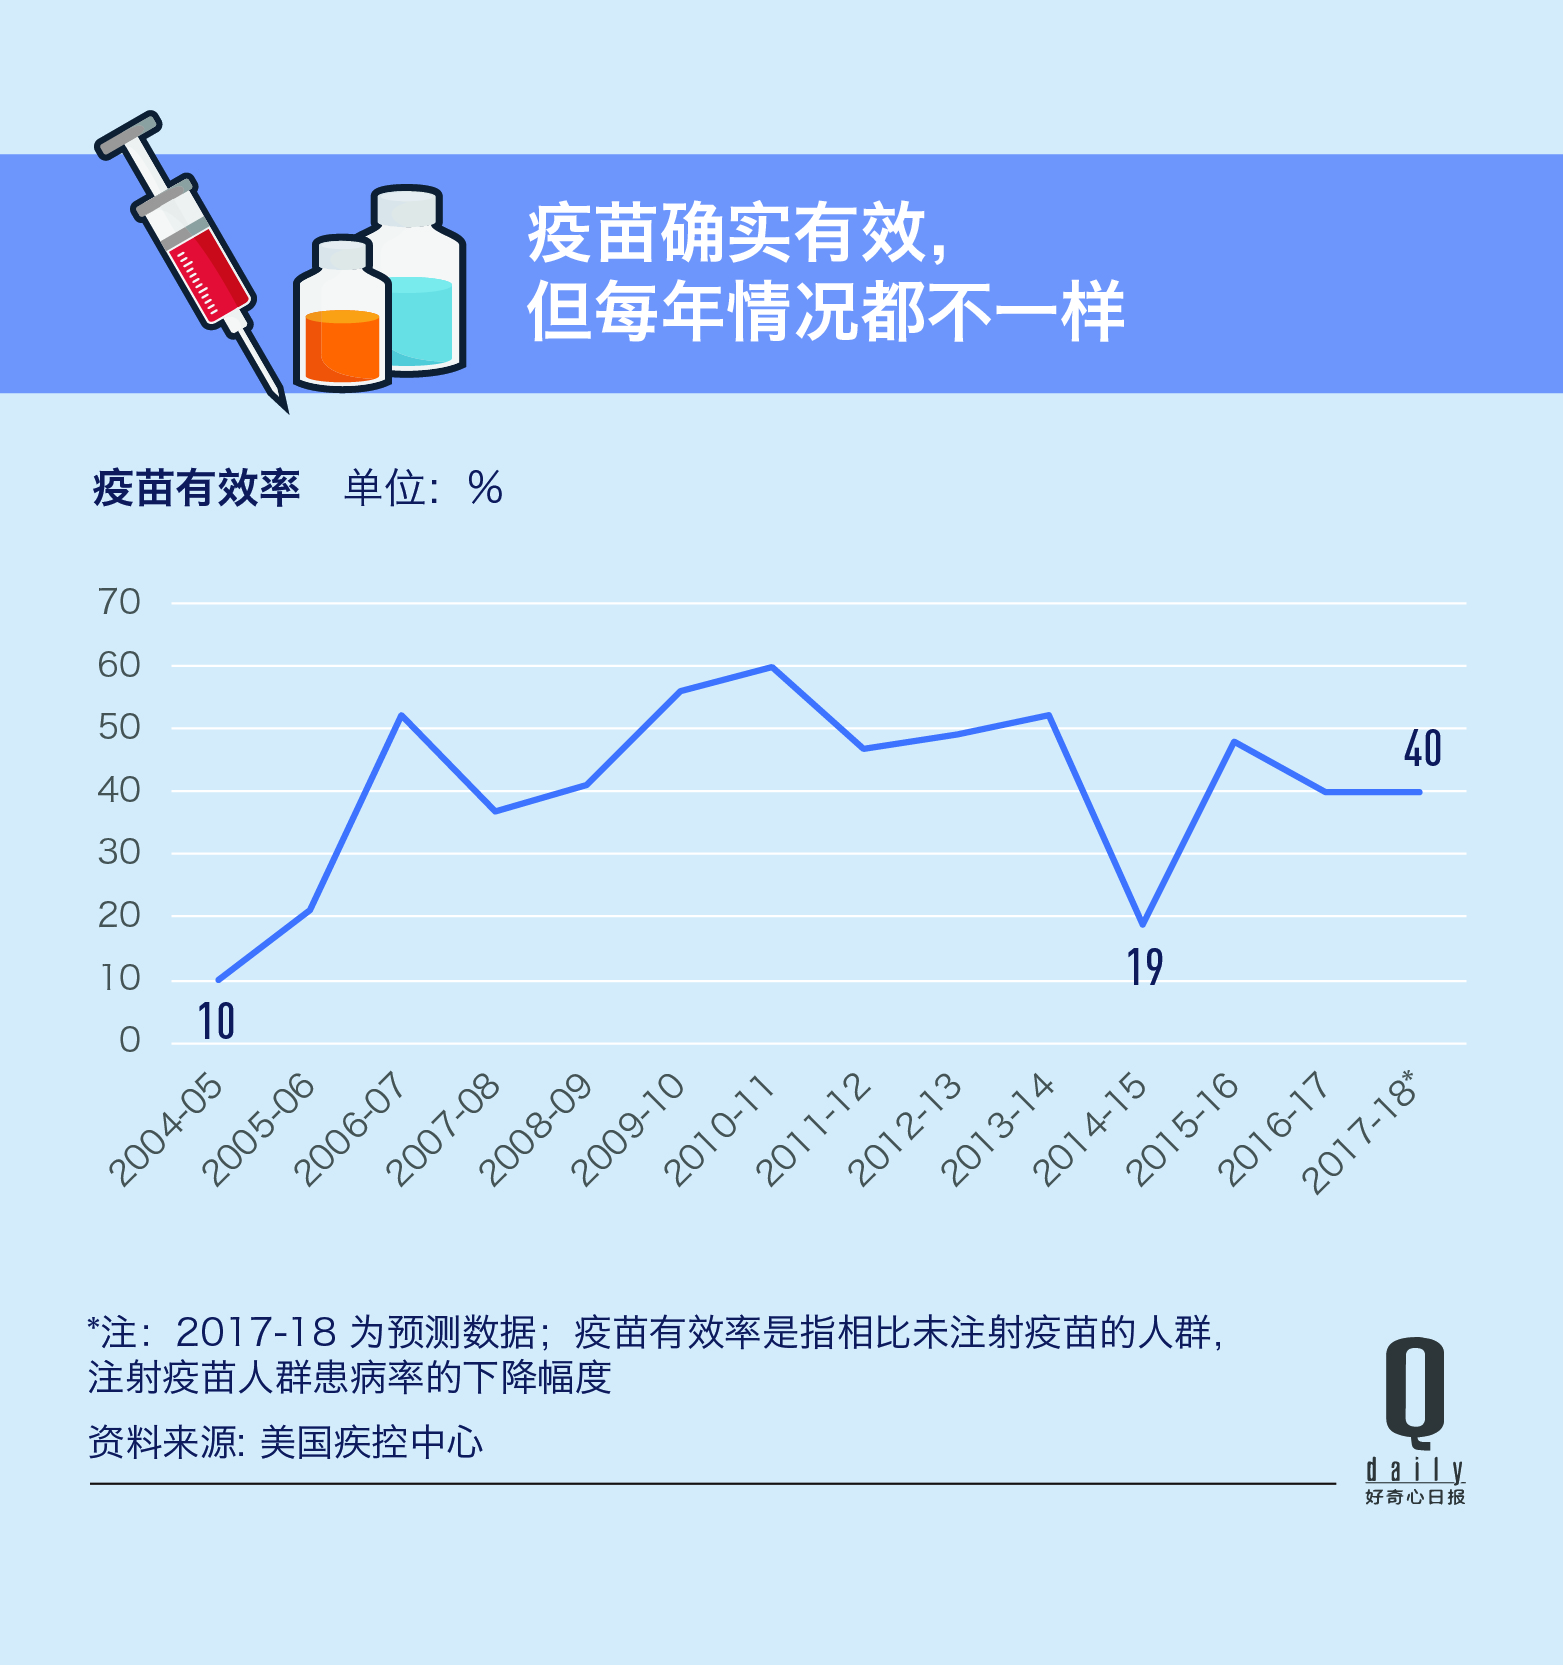 疫苗确实有效，
但每年情况都不一样
疫苗有效率 单位：%
70
60
50
40
30
20
10
0
10
19
40
2004-05
2005-06
2006-07
2007-08
2008-09
2009-10
2010-11
2011-12
2012-13
2013-14
2014-15
2015-16
2016-17
2017-18*
*注：2017-18 为预测数据；疫苗有效率是指相比未注射疫苗的人群，
注射疫苗人群患病率的下降幅度
资料来源: 美国疾控中心
Q
daily
好奇心日报